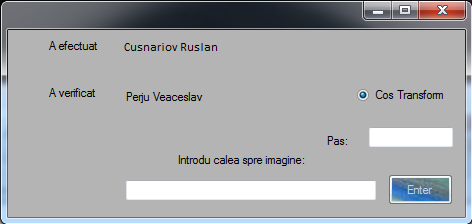 A efectuat Cusnariov Ruslan
A verificat Perju Veaceslav Cos Transform
Pas:
Introdu calea spre imagine:
Enter